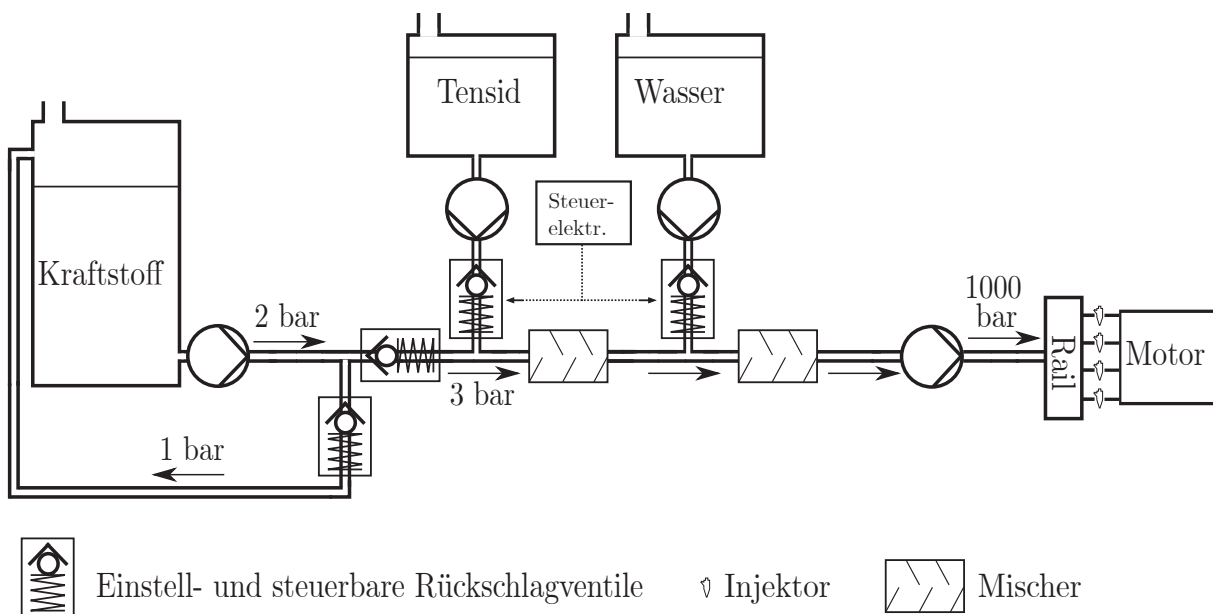 Tensid
Wasser
Steuer-
elektr.
Kraftstoff
2 bar
3 bar
1000
bar
Rail
Motor
1 bar
Einstell- und steuerbare Rückschlagventile
Injektor
Mischer